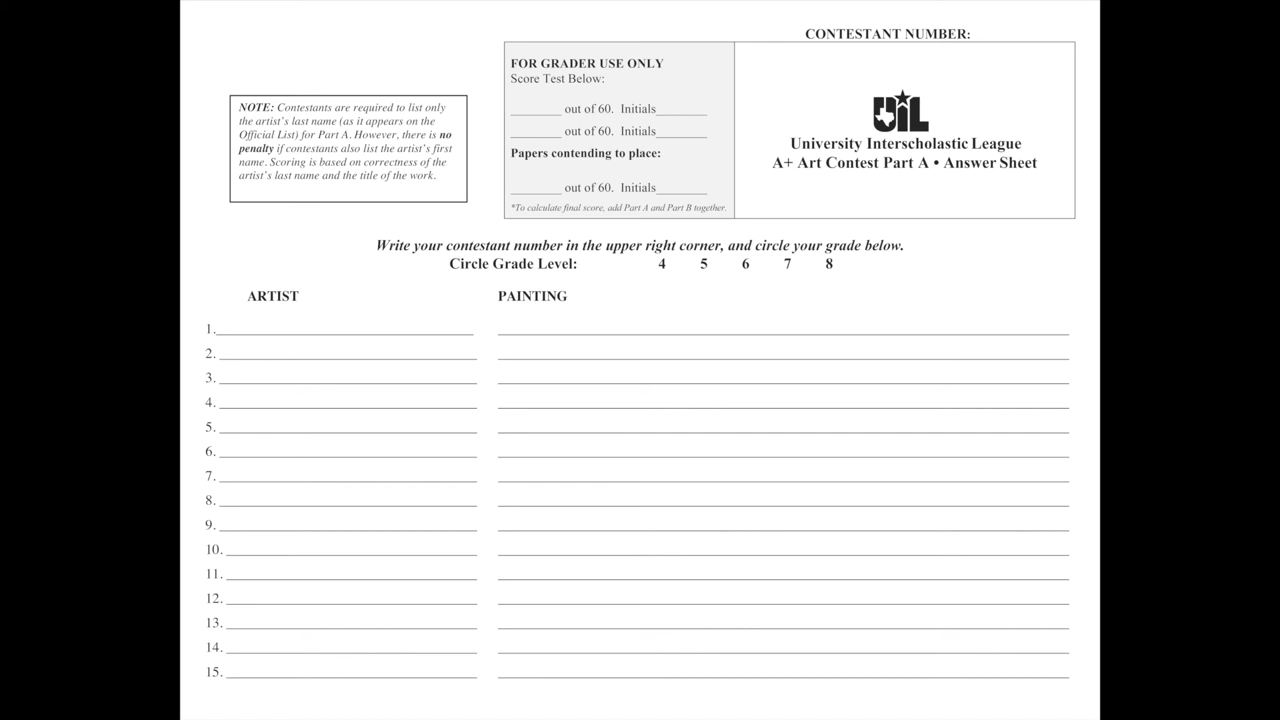 CONTESTANT NUMBER:
FOR GRADER USE ONLY
Score Test Below:
________ out of 60.  Initials________
________ out of 60.  Initials________
Papers contending to place:
________ out of 60.  Initials________
*To calculate final score, add Part A and Part B together.
NOTE: Contestants are required to list only
the artist's last name (as it appears on the
Official List) for Part A. However, there is no
penalty if contestants also list the artist's first
name. Scoring is based on correctness of the
artist's last name and the title of the work.
UIL
University Interscholastic League
A+ Art Contest Part A • Answer Sheet
Write your contestant number in the upper right corner, and circle your grade below.
Circle Grade Level: 4 5 6 7 8
ARTIST PAINTING
1.
2.
3.
4.
5.
6.
7.
8.
9.
10.
11.
12.
13.
14.
15.